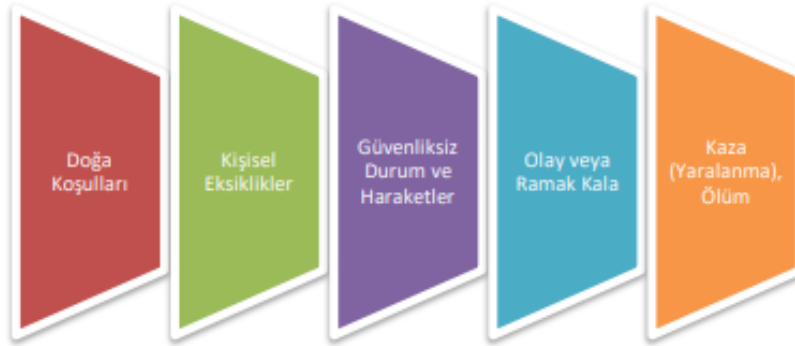 Doğa
Koşulları
Kişisel
Eksiklikler
Güvenliksiz
Durum ve
Haraketler
Olay veya
Ramak Kala
Kaza
(Yaralanma),
Ölüm